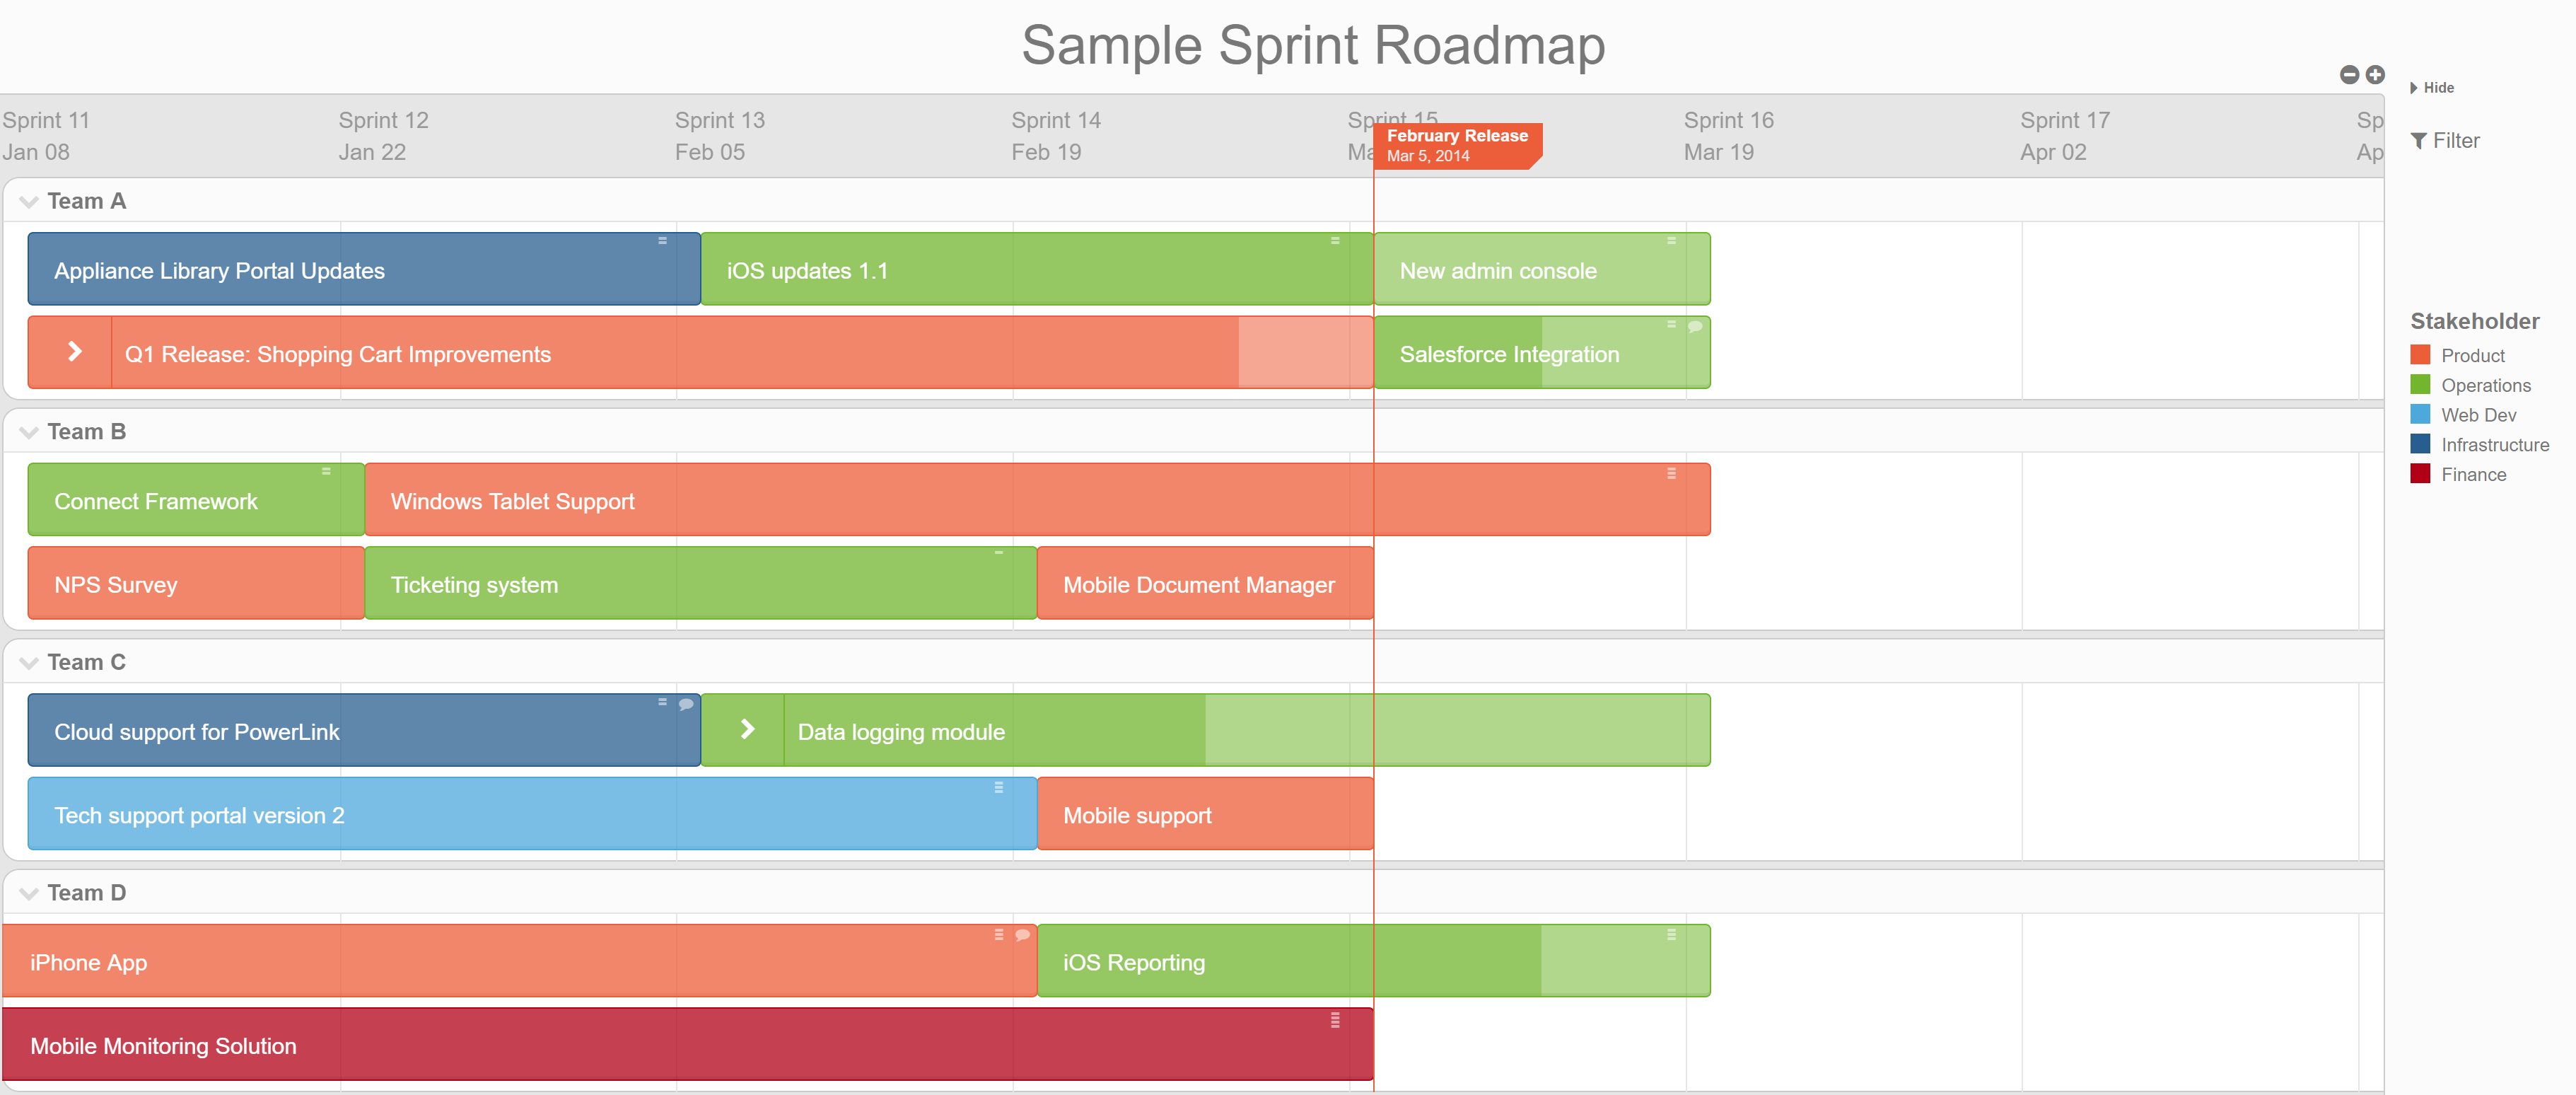 Sample Sprint Roadmap
Hide
Filter
Sprint 11
Jan 08
Sprint 12
Jan 22
Sprint 13
Feb 05
Sprint 14
Feb 19
Sprint 15
February Release
Mar 5, 2014
Sprint 16
Mar 19
Sprint 17
Apr 02
Sp
Ap
Team A
Appliance Library Portal Updates
iOS updates 1.1
New admin console
Q1 Release: Shopping Cart Improvements
Salesforce Integration
Team B
Connect Framework
Windows Tablet Support
NPS Survey
Ticketing system
Mobile Document Manager
Team C
Cloud support for PowerLink
Data logging module
Tech support portal version 2
Mobile support
Team D
iPhone App
iOS Reporting
Mobile Monitoring Solution
Stakeholder
Product
Operations
Web Dev
Infrastructure
Finance